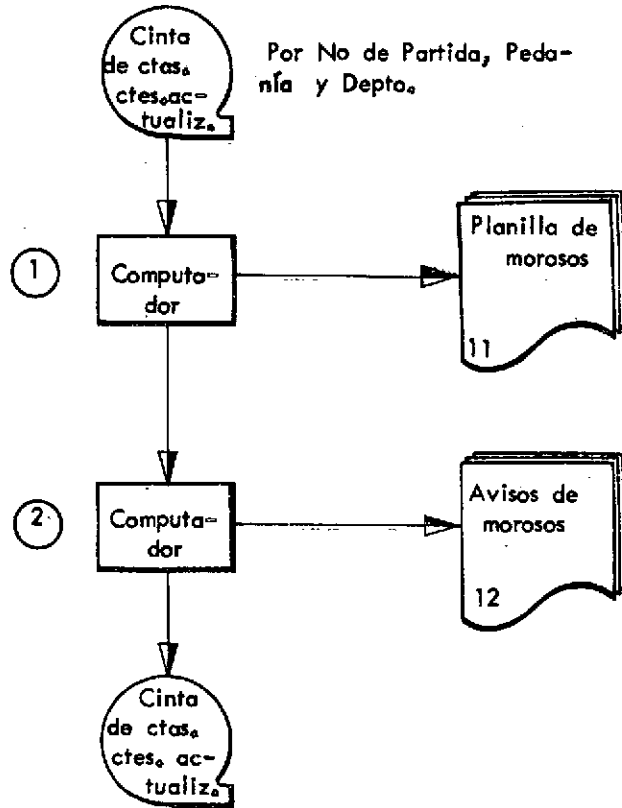 Cinta
de ctas.
ctes. ac-
tualiz.
Por No de Partida, Peda-
nía y Depto.
1
Computa-
dor
Planilla de
morosos
11
2
Computa-
dor
Avisos de
morosos
12
Cinta
de ctas.
ctes. ac-
tualiz.